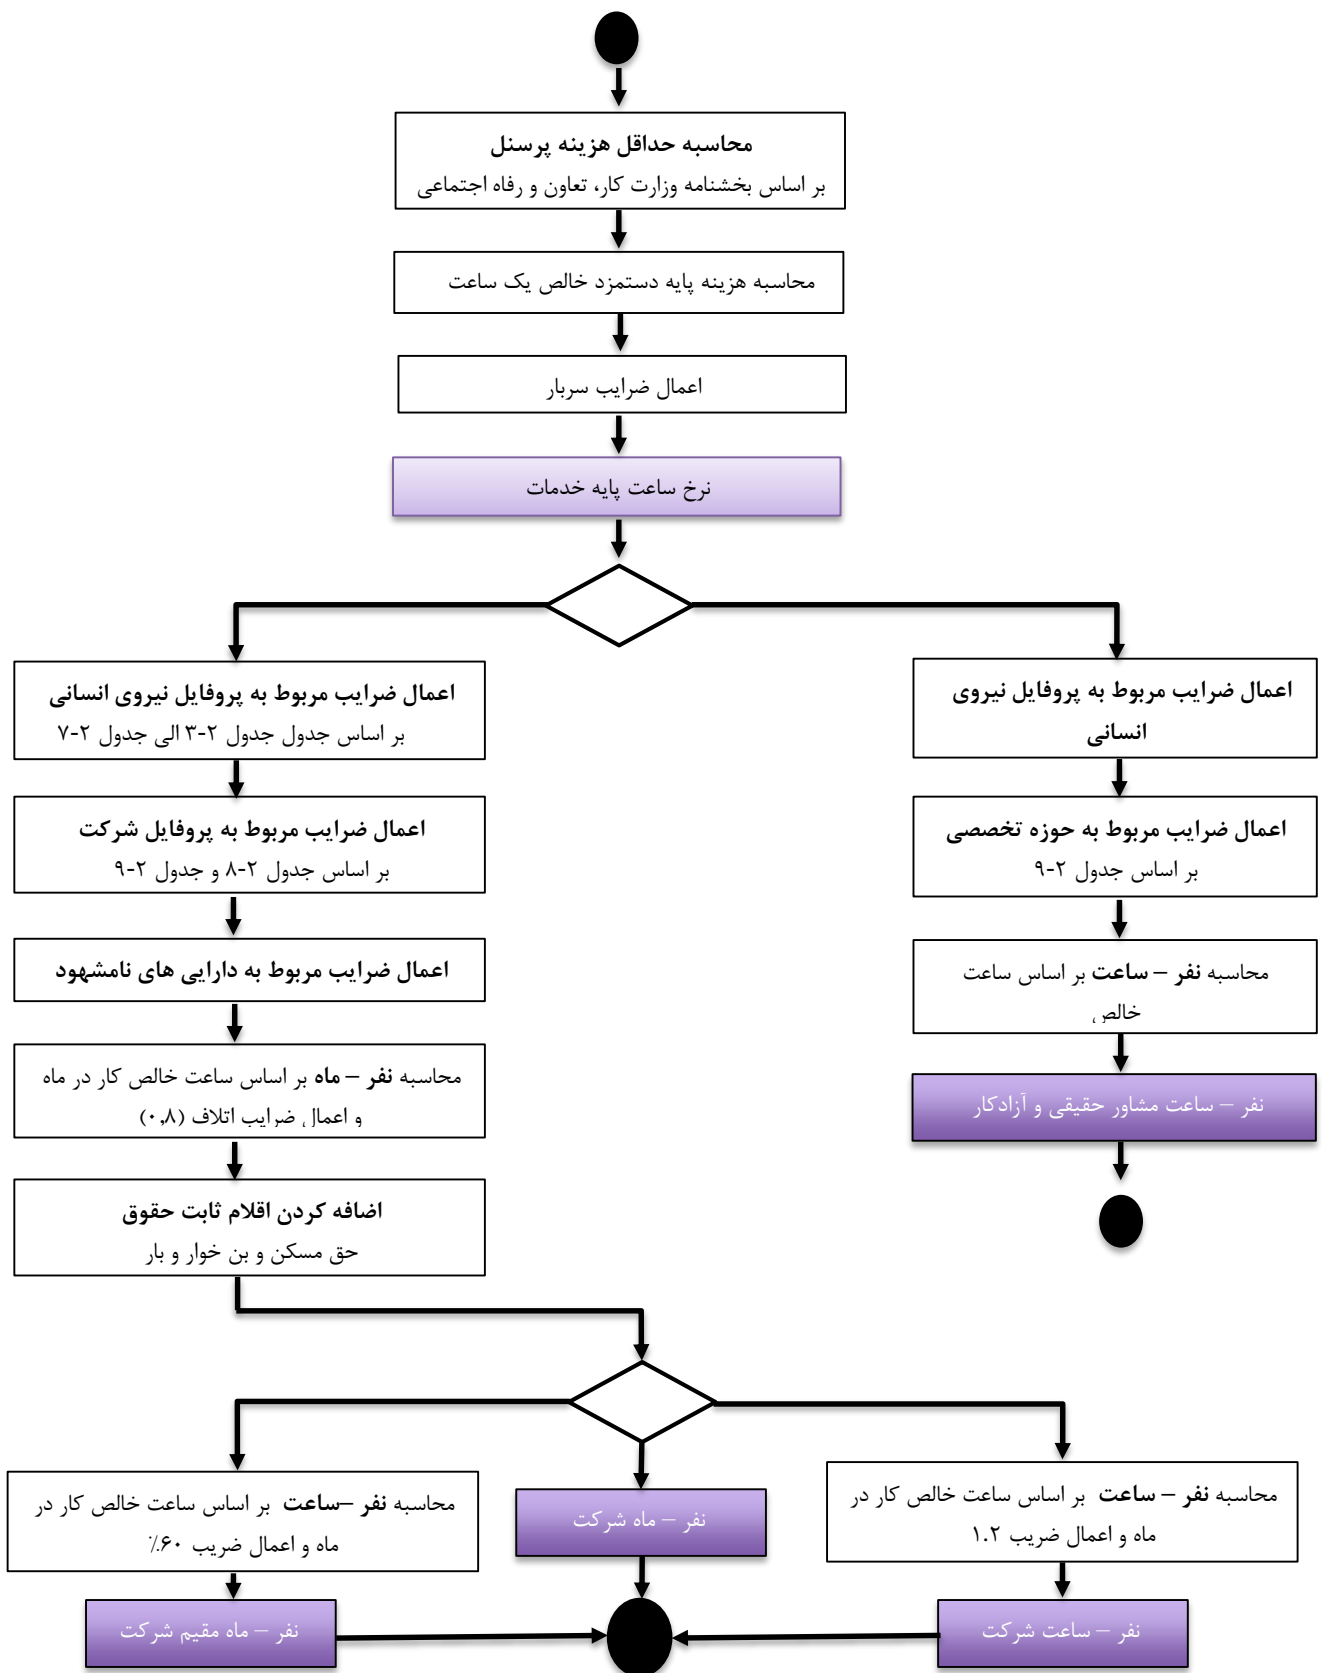 محاسبه حداقل هزینه پرسنل
بر اساس بخشنامه وزارت کار، تعاون و رفاه اجتماعی
محاسبه هزینه پایه دستمزد خالص یک ساعت
اعمال ضرایب سربار
نرخ ساعت پایه خدمات
اعمال ضرایب مربوط به پروفایل نیروی
انسانی
اعمال ضرایب مربوط به حوزه تخصصی
بر اساس جدول ۲-۹
محاسبه نفر – ساعت بر اساس ساعت
خالص
نفر – ساعت مشاور حقیقی و آزادکار
اعمال ضرایب مربوط به پروفایل نیروی انسانی
بر اساس جدول جدول ۲-۳ الی جدول ۲-۷
اعمال ضرایب مربوط به پروفایل شرکت
بر اساس جدول ۲-۸ و جدول ۲-۹
اعمال ضرایب مربوط به دارایی های نامشهود
محاسبه نفر – ماه بر اساس ساعت خالص کار در ماه
و اعمال ضرایب اتلاف (۰,۸)
اضافه کردن اقلام ثابت حقوق
حق مسکن و بن خوار و بار
محاسبه نفر – ساعت بر اساس ساعت خالص کار در
ماه و اعمال ضریب ۱.۲
نفر – ساعت شرکت
نفر – ماه شرکت
محاسبه نفر –ساعت بر اساس ساعت خالص کار در
ماه و اعمال ضریب ۶۰٪
نفر – ماه مقیم شرکت